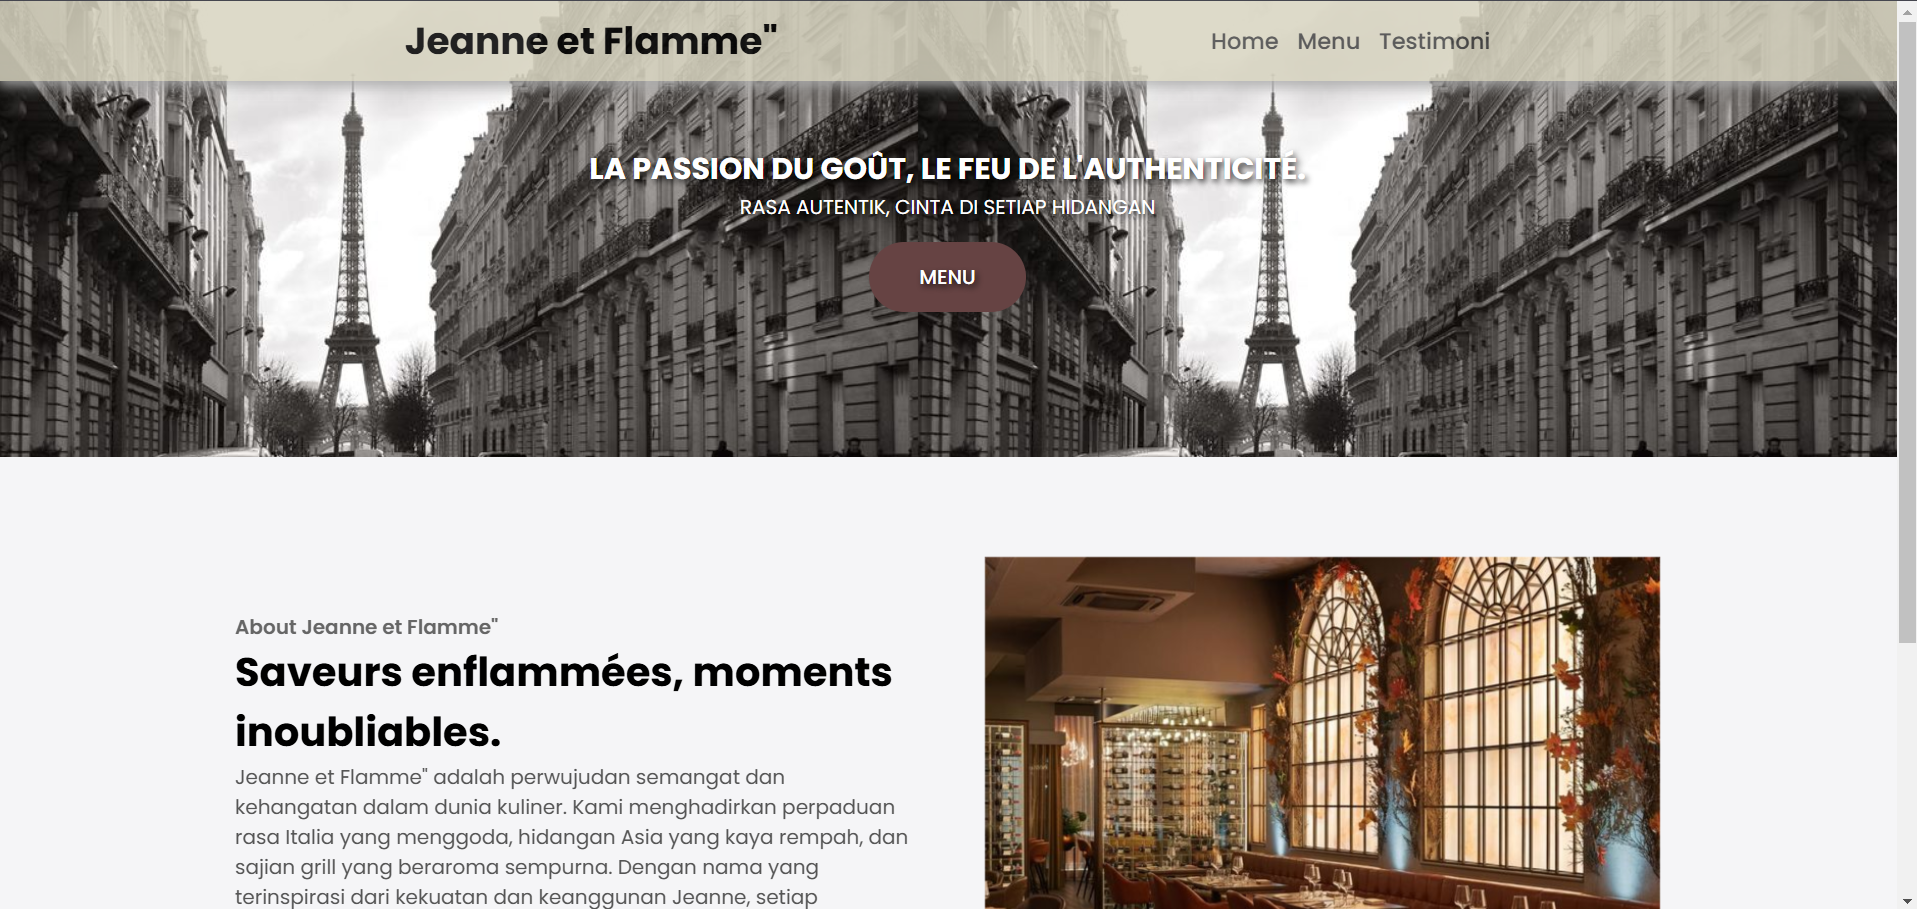 Jeanne et Flamme"
Home Menu Testimoni
LA PASSION DU GOÛT, LE FEU DE L'AUTHENTICITÉ.
RASA AUTENTIK, CINTA DI SETIAP HIDANGAN
MENU
About Jeanne et Flamme"
Saveurs enflammées, moments
inoubliables.
Jeanne et Flamme" adalah perwujudan semangat dan
kehangatan dalam dunia kuliner. Kami menghadirkan perpaduan
rasa Italia yang menggoda, hidangan Asia yang kaya rempah, dan
sajian grill yang beraroma sempurna. Dengan nama yang
terinspirasi dari kekuatan dan keanggunan Jeanne, setiap